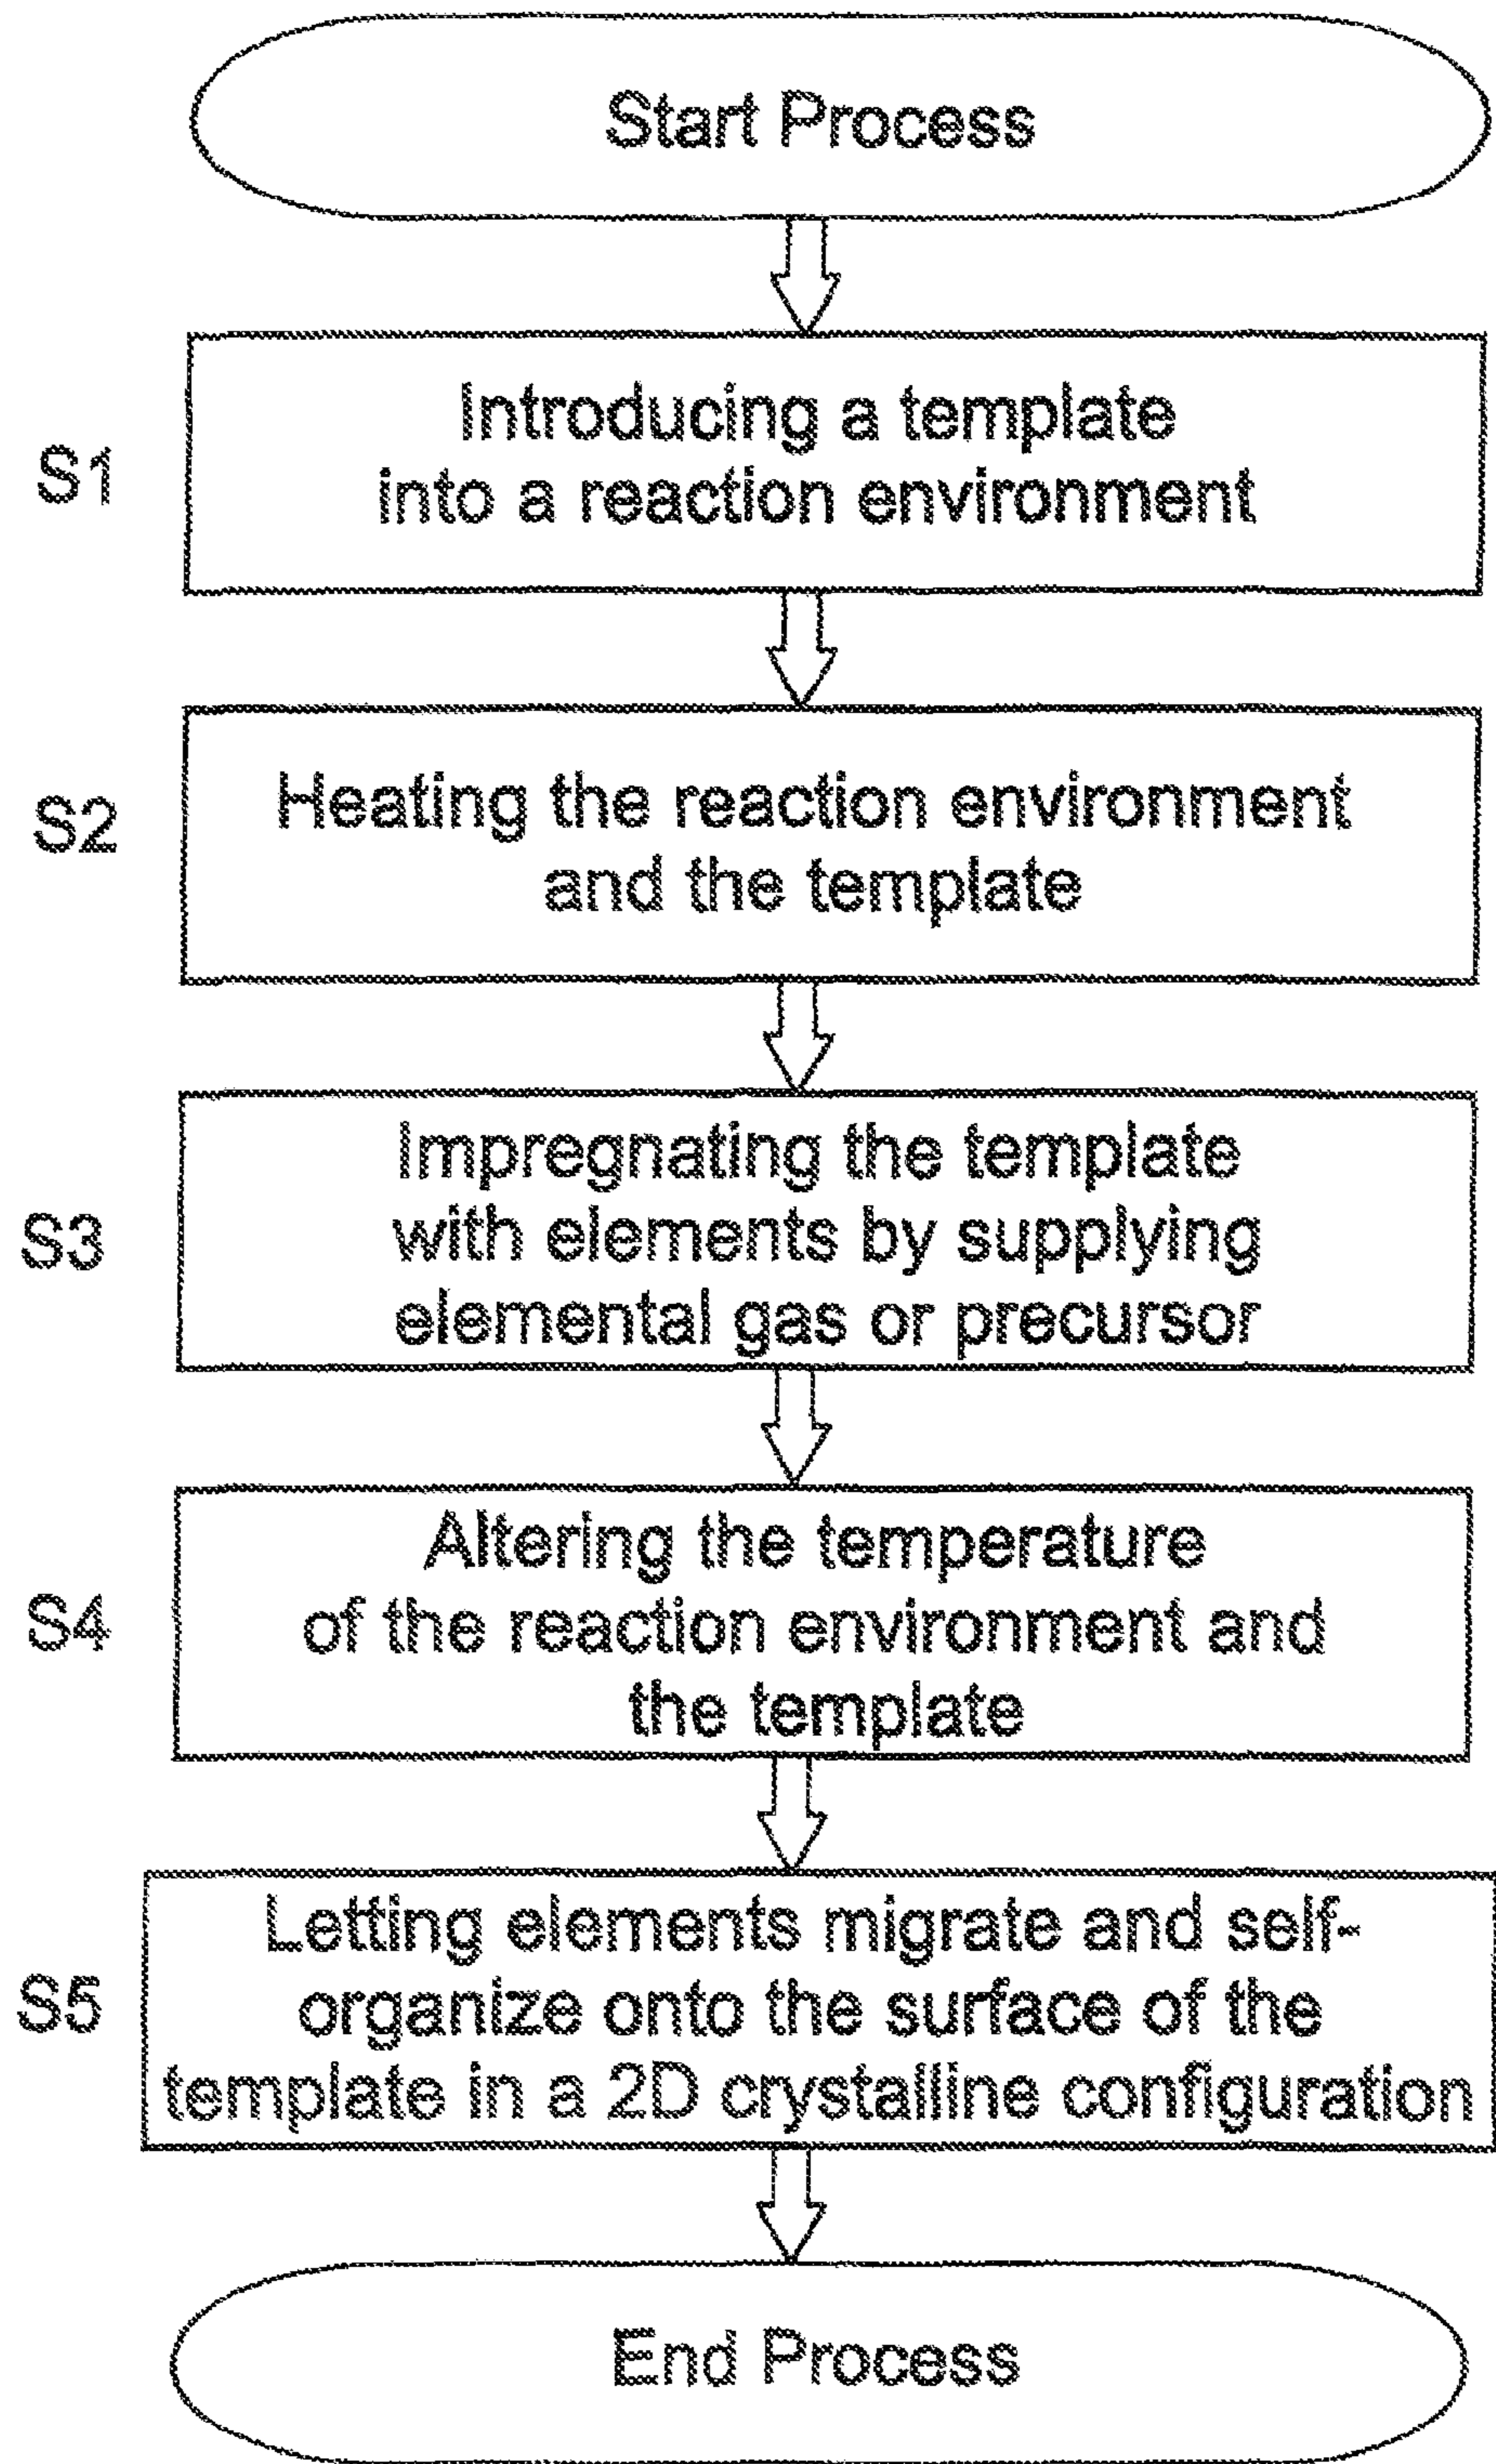 Start Process
S1
Introducing a template
into a reaction environment
S2
Heating the reaction environment
and the template
S3
Impregnating the template
with elements by supplying
elemental gas or precursor
S4
Altering the temperature
of the reaction environment and
the template
S5
Letting elements migrate and self-
organize onto the surface of the
template in a 2D crystalline configuration
End Process